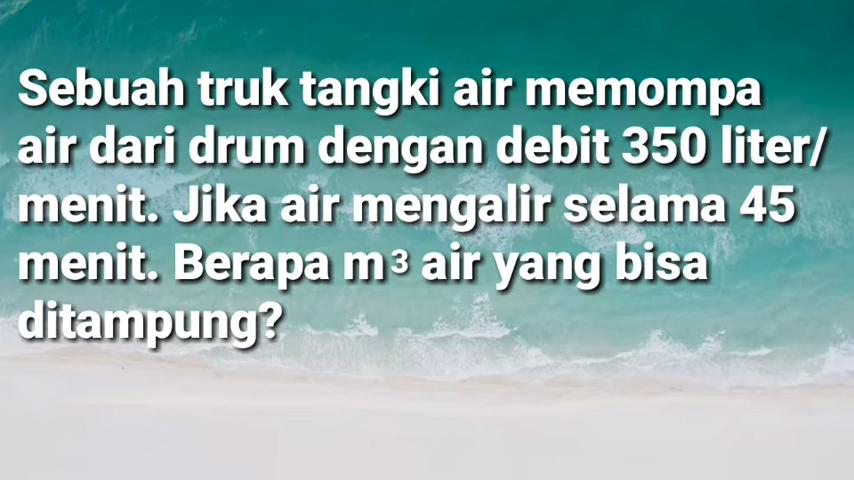 Sebuah truk tangki air memompa
air dari drum dengan debit 350 liter/
menit. Jika air mengalir selama 45
menit. Berapa m³ air yang bisa
ditampung?